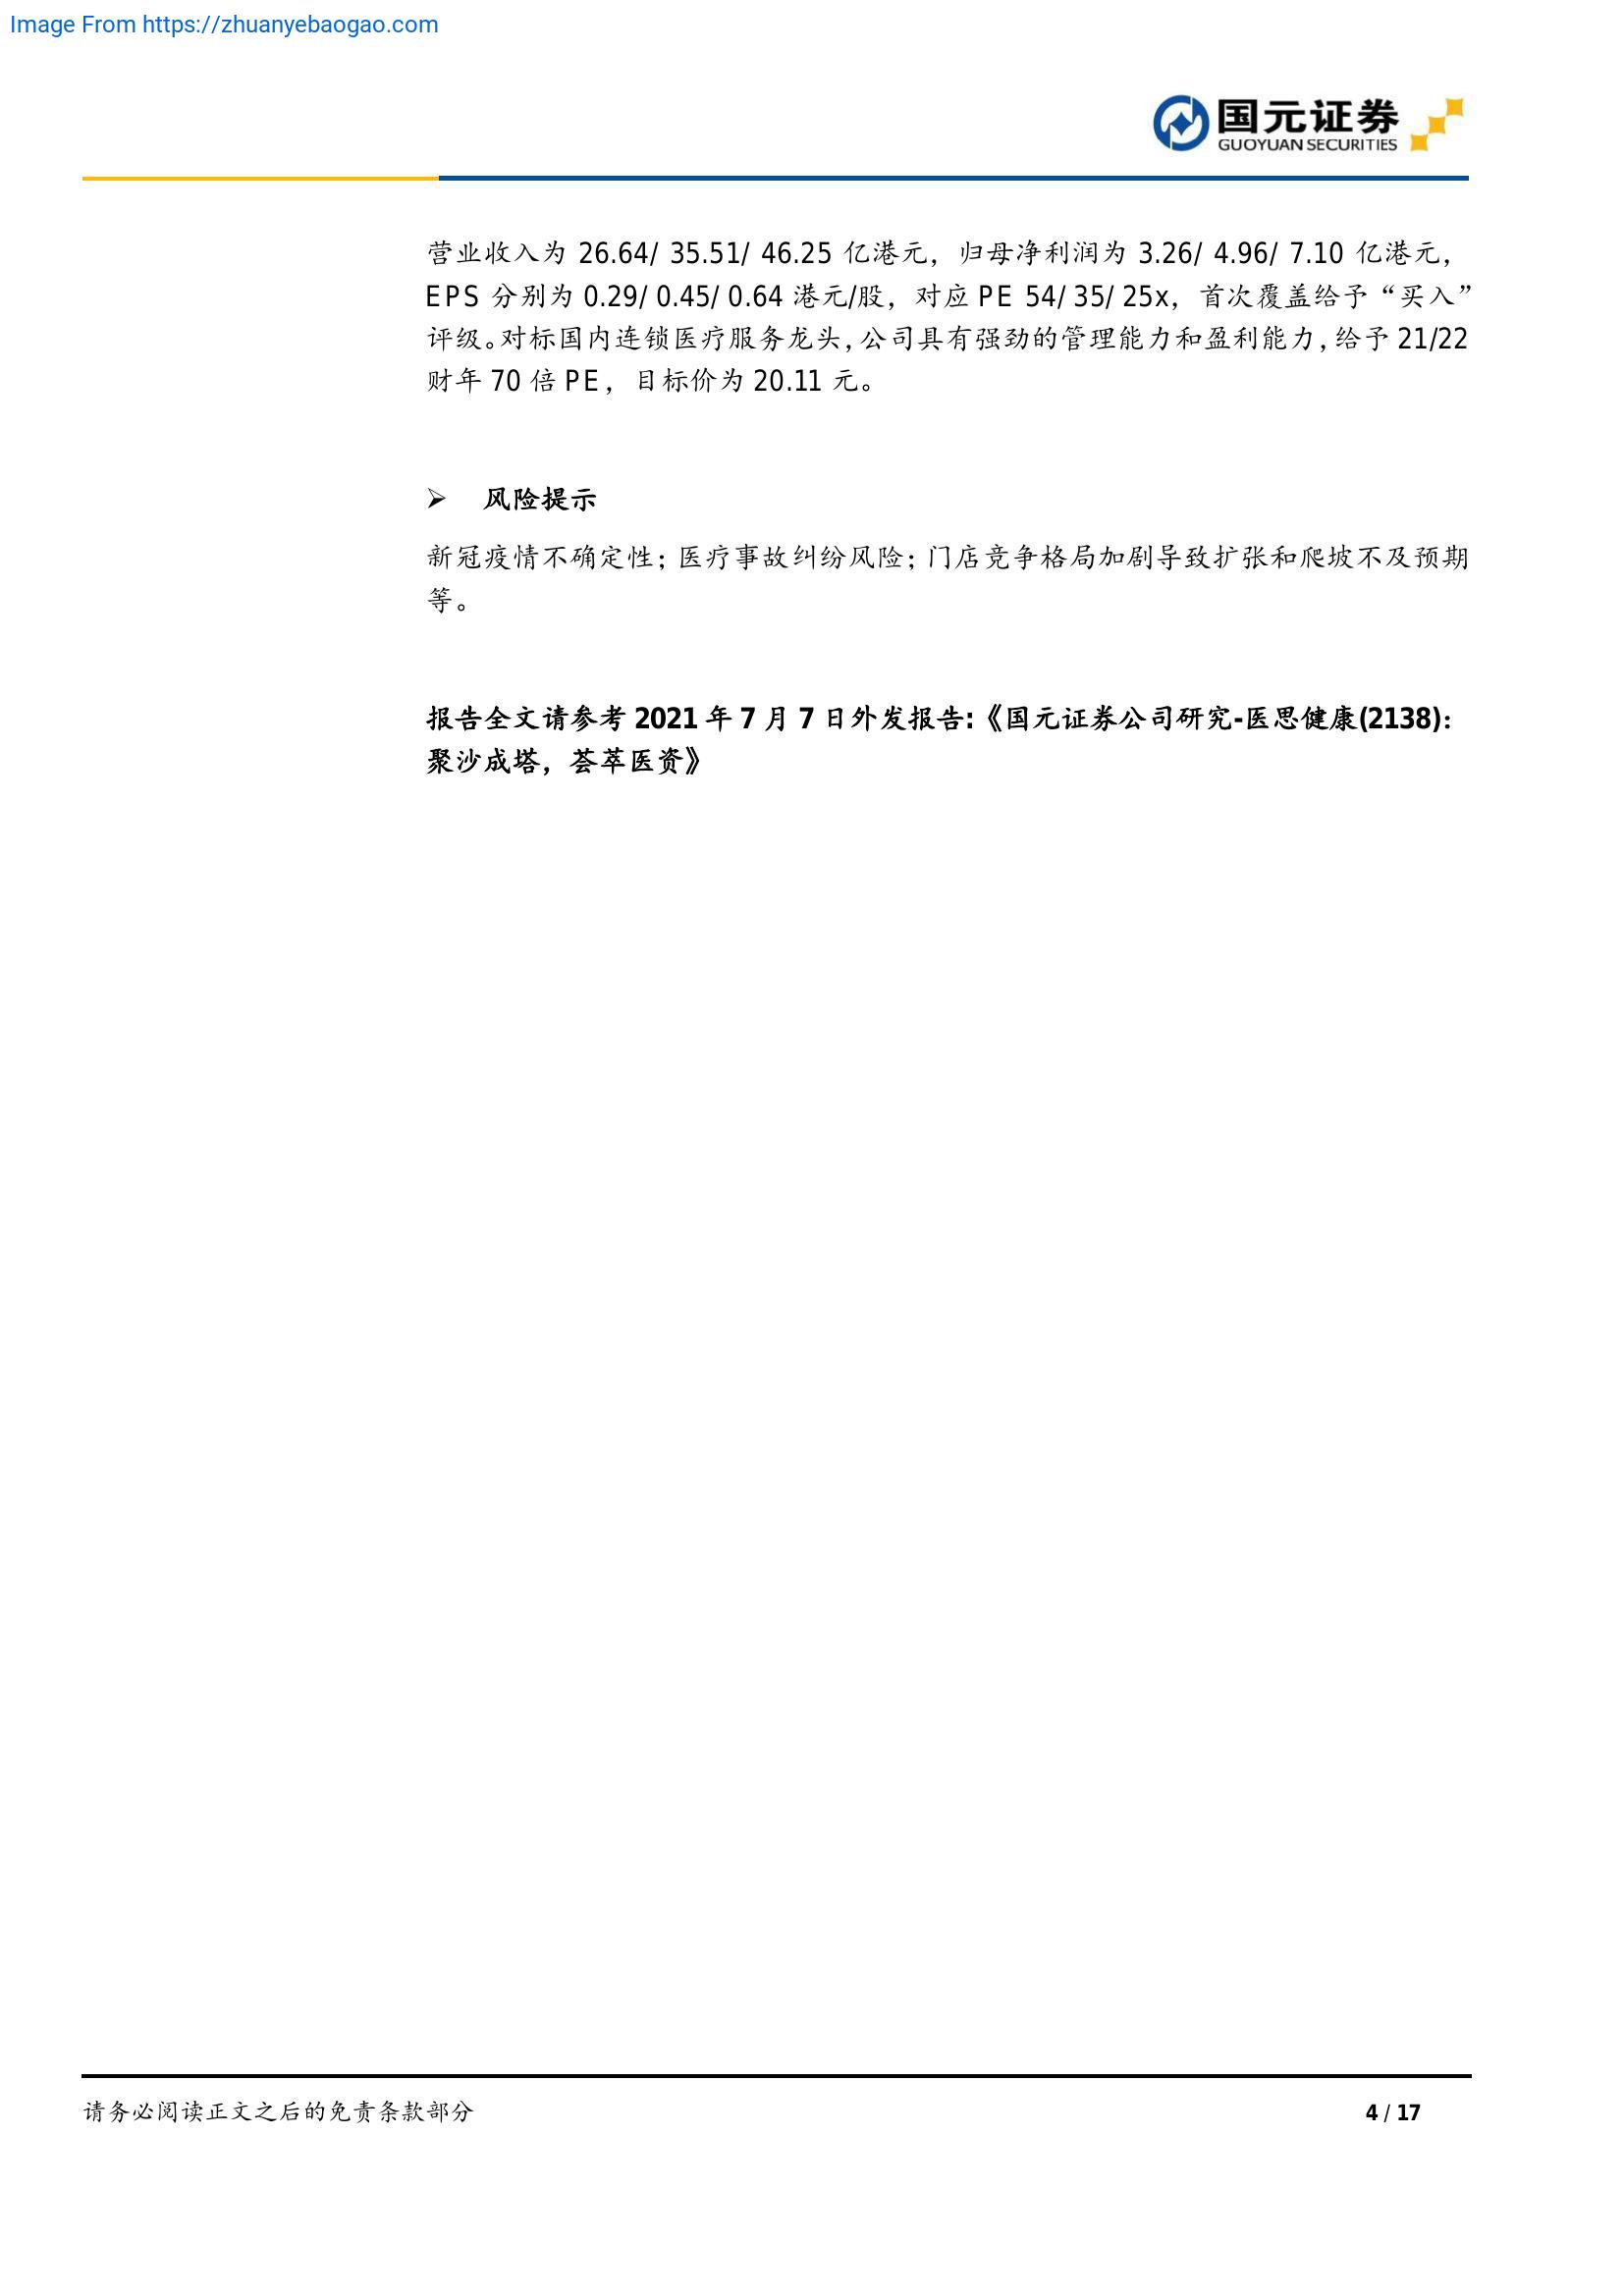 Image From https://zhuanyebaogao.com
国元证券
GUOYUAN SECURITIES
营业收入为 26.64/ 35.51/ 46.25 亿港元，归母净利润为 3.26/ 4.96/ 7.10 亿港元，
EPS 分别为 0.29/ 0.45/ 0.64 港元/股，对应 PE 54/ 35/ 25x，首次覆盖给予“买入”
评级。对标国内连锁医疗服务龙头，公司具有强劲的管理能力和盈利能力，给予 21/22
财年 70 倍 PE，目标价为 20.11 元。
➢ 风险提示
新冠疫情不确定性；医疗事故纠纷风险；门店竞争格局加剧导致扩张和爬坡不及预期
等。
报告全文请参考 2021 年 7 月 7 日外发报告：《国元证券公司研究-医思健康(2138)：
聚沙成塔，荟萃医资》
请务必阅读正文之后的免责条款部分
4 / 17